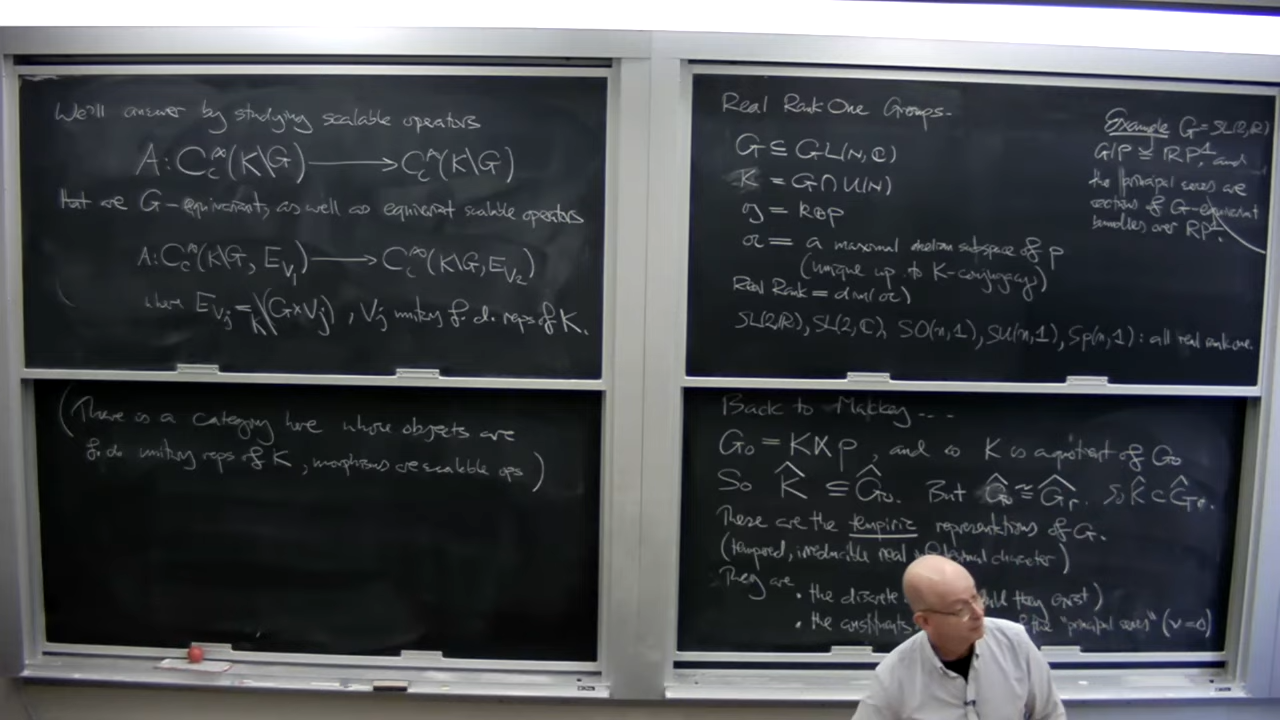 We'll answer by studying scalable operators
A: C_c^∞(K\G) ⟶ C_c^∞(K\G)
that are G-equivariant, as well as equivariant scalable operators
A: C_c^∞(K\G, E_{V_1}) ⟶ C_c^∞(K\G, E_{V_2})
where E_{V_j} = K\(G×V_j), V_j unitary f.d. reps of K.
(There is a category here whose objects are
f.d. unitary reps of K, morphisms are scalable ops)
Real Rank One Groups-
G ⊆ GL(N,ℂ)
K = G∩U(N)
𝔤 = k⊕p
𝔞 = a maximal abelian subspace of p
(unique up to K-conjugacy)
Real Rank = dim(𝔞)
SL(2,ℝ), SL(2,ℂ), SO(n,1), SU(n,1), Sp(n,1): all real rank one.
Example G=SL(2,ℝ)
G/P ≅ ℝP^1, and
the principal series are
sections of G-equivariant
bundles over ℝP^1.
Back to Mackey....
G_0 = K⋉p, and so K is a quotient of G_0
So K̂ ⊆ Ĝ_0. But Ĝ_0 ≅ Ĝ_r. So K̂ ⊂ Ĝ_r.
These are the tempiric representations of G.
(tempered, irreducible real character)
They are
• the discrete they exist)
• the constituents the "principal series" (ν=0)